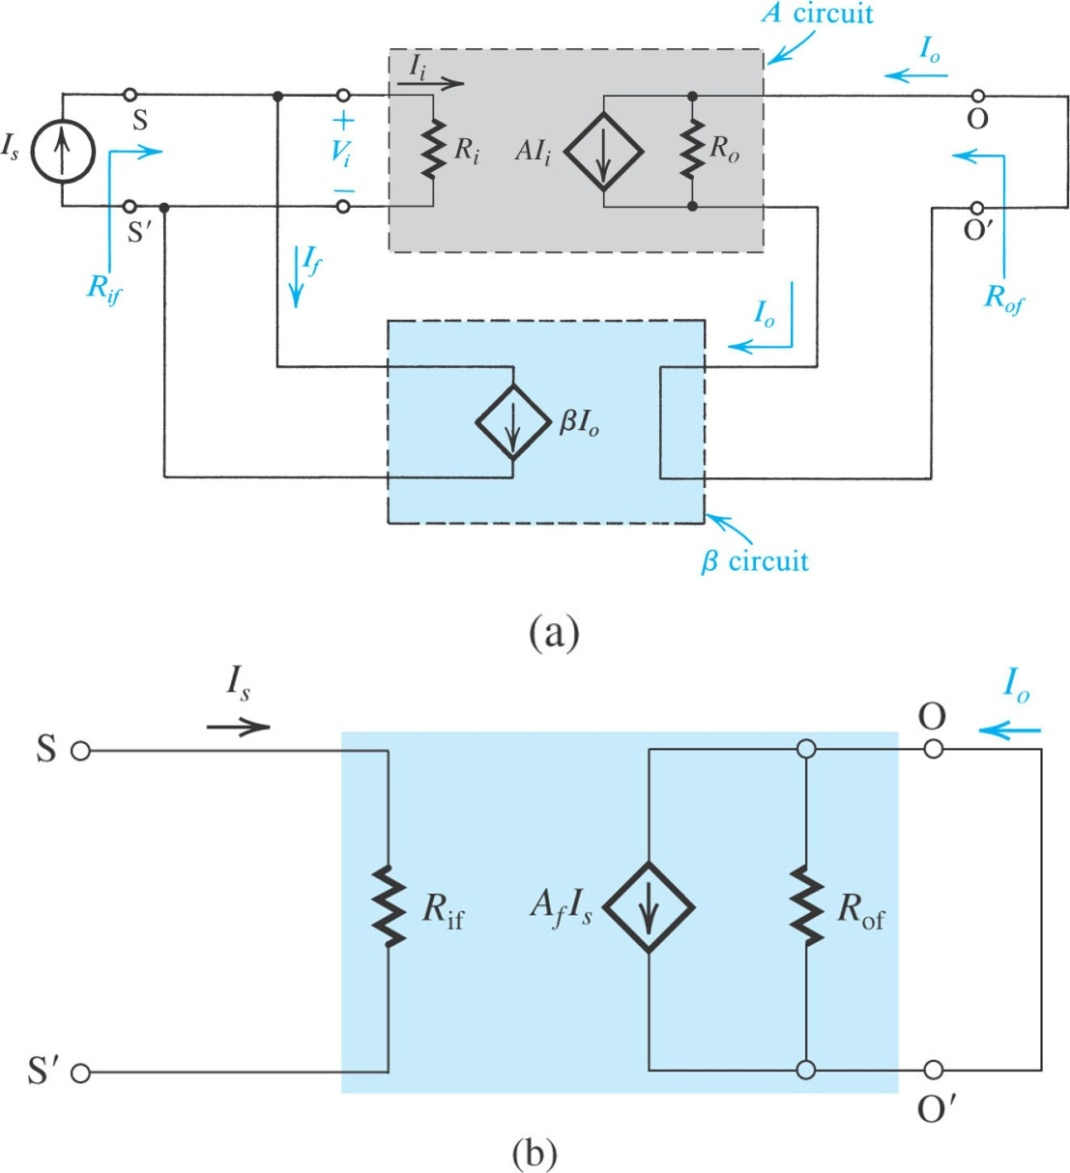 A circuit
I_i
I_o
S
O
I_s
+
V_i
−
R_i
AI_i
R_o
S′
O′
R_if
I_f
I_o
R_of
βI_o
β circuit
(a)
I_s
I_o
O
S
R_if
A_f I_s
R_of
S′
O′
(b)